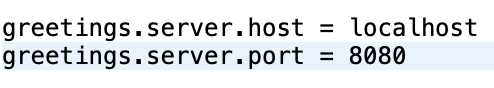 greetings.server.host = localhost
greetings.server.port = 8080